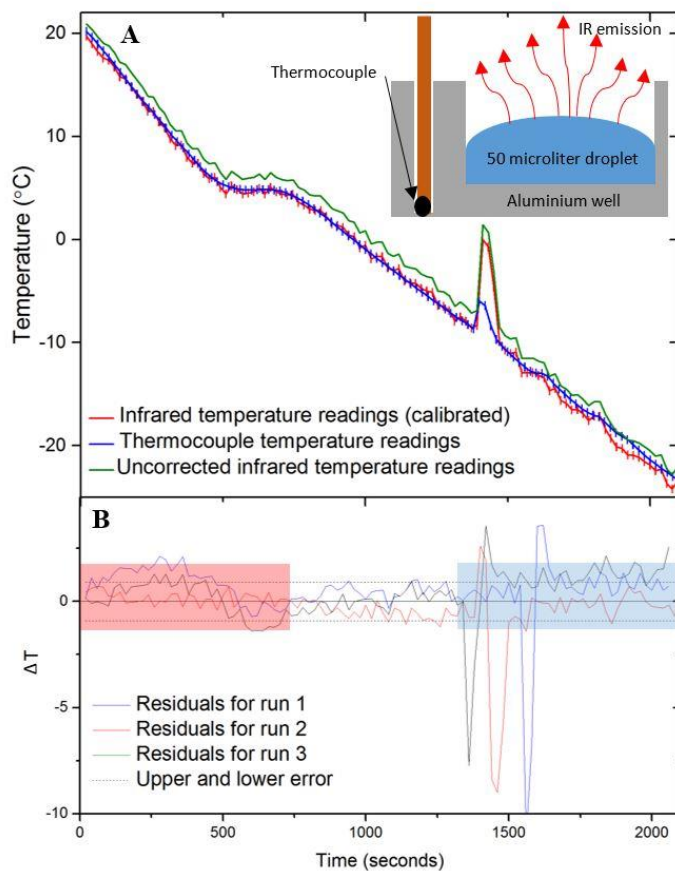 A
IR emission
Thermocouple
50 microliter droplet
Aluminium well
Temperature (°C)
20
10
0
-10
-20
Infrared temperature readings (calibrated)
Thermocouple temperature readings
Uncorrected infrared temperature readings
B
ΔT
0
-5
-10
Residuals for run 1
Residuals for run 2
Residuals for run 3
Upper and lower error
0
500
1000
1500
2000
Time (seconds)